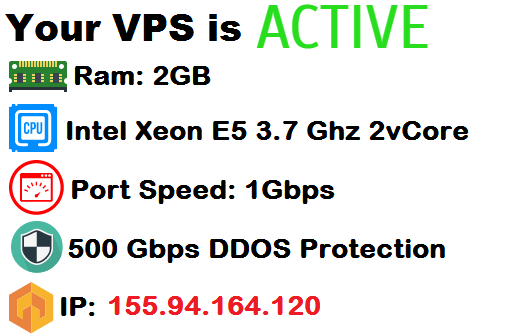 Your VPS is ACTIVE
Ram: 2GB
CPU
Intel Xeon E5 3.7 Ghz 2vCore
Port Speed: 1Gbps
500 Gbps DDOS Protection
IP: 155.94.164.120